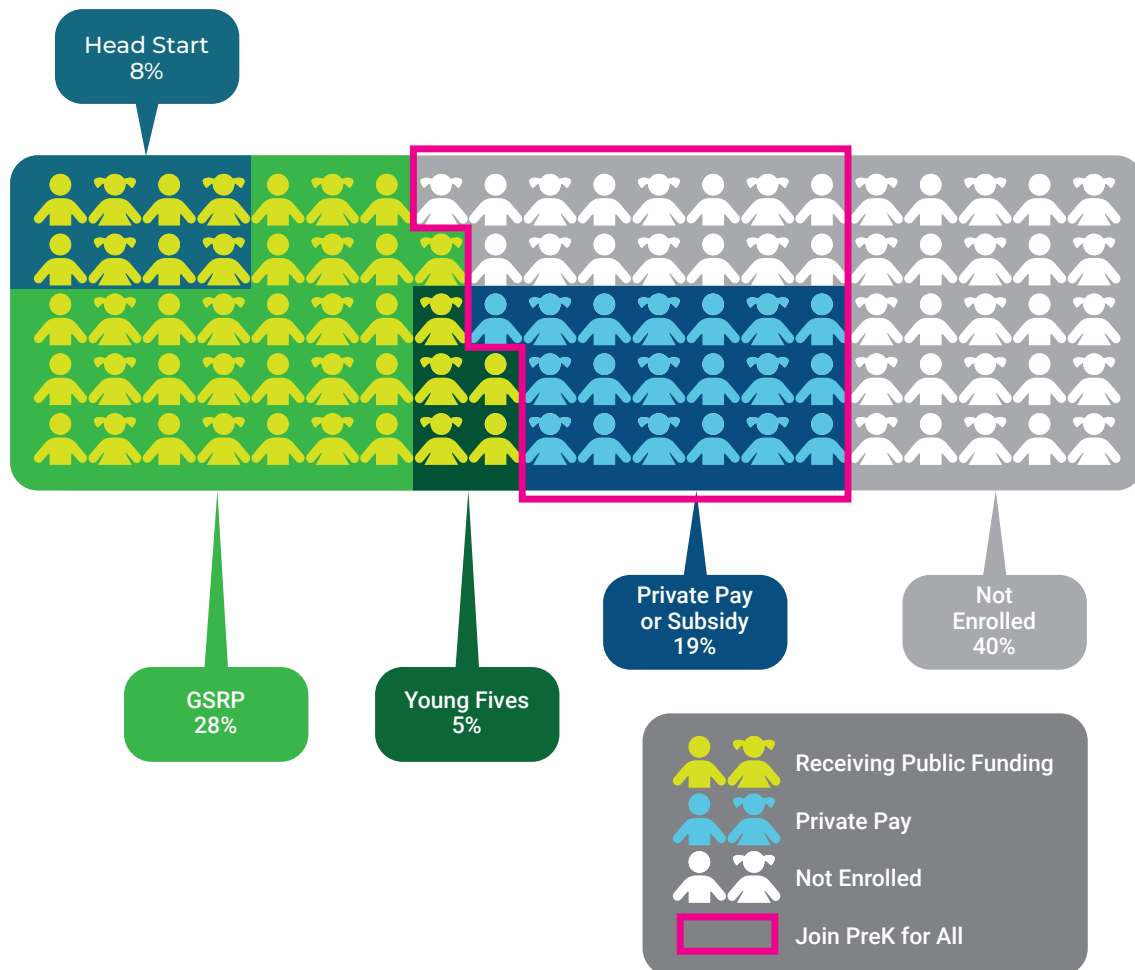 Head Start
8%
Private Pay
or Subsidy
19%
Not
Enrolled
40%
GSRP
28%
Young Fives
5%
Receiving Public Funding
Private Pay
Not Enrolled
Join PreK for All